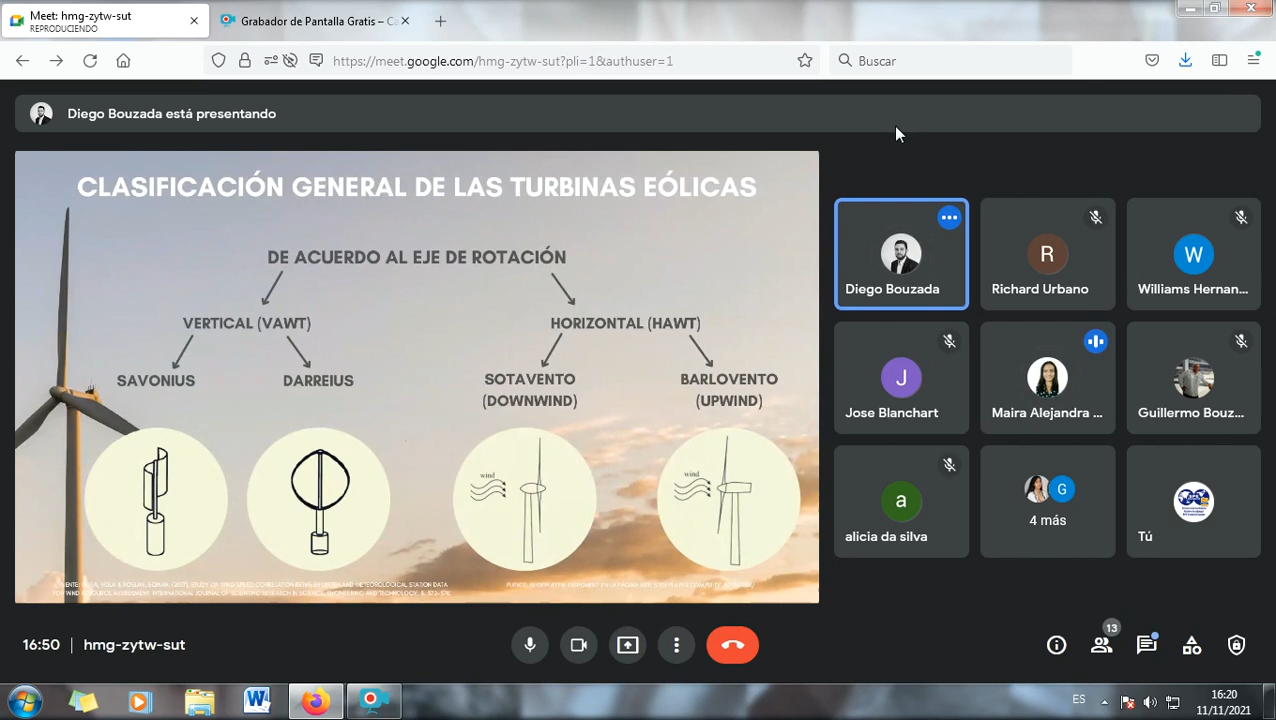 Meet: hmg-zytw-sut
REPRODUCIENDO
Grabador de Pantalla Gratis – Ca
https://meet.google.com/hmg-zytw-sut?pli=1&authuser=1
Buscar
Diego Bouzada está presentando
CLASIFICACIÓN GENERAL DE LAS TURBINAS EÓLICAS
DE ACUERDO AL EJE DE ROTACIÓN
VERTICAL (VAWT)
HORIZONTAL (HAWT)
SAVONIUS
DARREIUS
SOTAVENTO
(DOWNWIND)
BARLOVENTO
(UPWIND)
wind
wind
Diego Bouzada
R
Richard Urbano
W
Williams Hernan...
J
Jose Blanchart
Maira Alejandra ...
Guillermo Bouz...
a
alicia da silva
G
4 más
Tú
16:50
hmg-zytw-sut
13
W
ES
16:20
11/11/2021